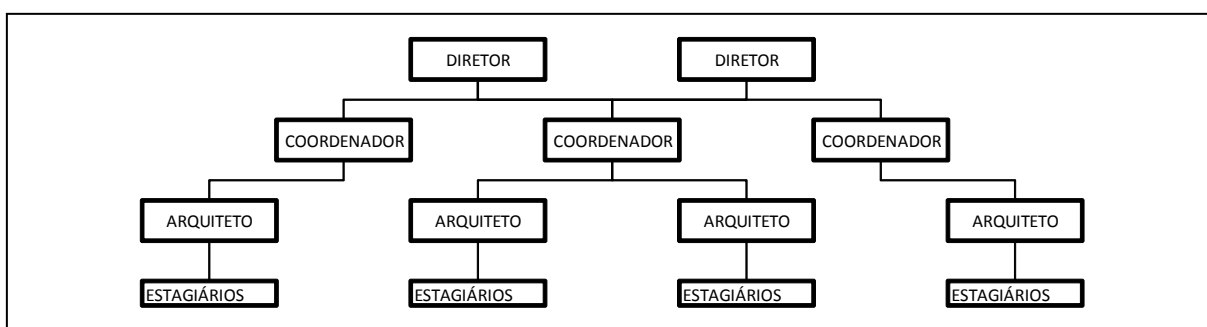 DIRETOR DIRETOR
COORDENADOR COORDENADOR COORDENADOR
ARQUITETO ARQUITETO ARQUITETO ARQUITETO
ESTAGIÁRIOS ESTAGIÁRIOS ESTAGIÁRIOS ESTAGIÁRIOS